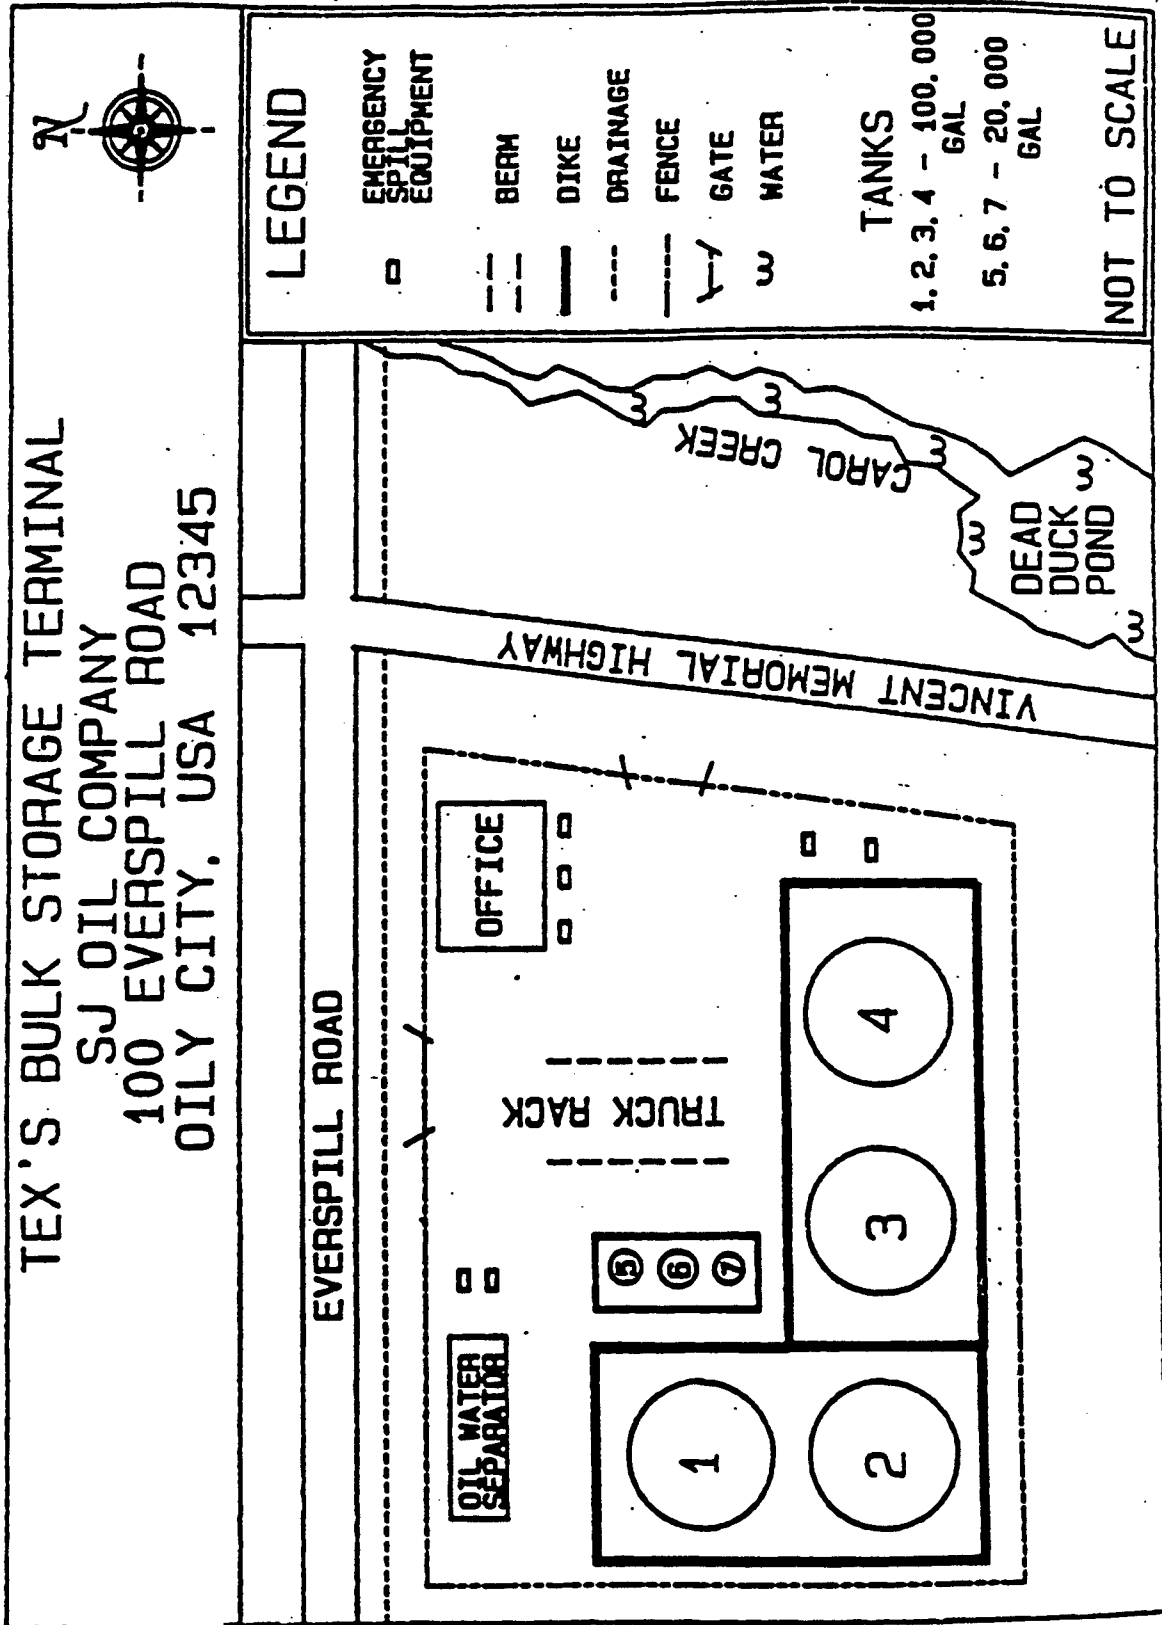 TEX'S BULK STORAGE TERMINAL
SJ OIL COMPANY
100 EVERSPILL ROAD
OILY CITY, USA 12345
N
EVERSPILL ROAD
OIL WATER
SEPARATOR
OFFICE
TRUCK RACK
1
2
3
4
5
6
7
VINCENT MEMORIAL HIGHWAY
CAROL CREEK
DEAD
DUCK
POND
LEGEND
EMERGENCY
SPILL
EQUIPMENT
BERM
DIKE
DRAINAGE
FENCE
GATE
WATER
TANKS
1,2,3,4 - 100,000
GAL
5,6,7 - 20,000
GAL
NOT TO SCALE